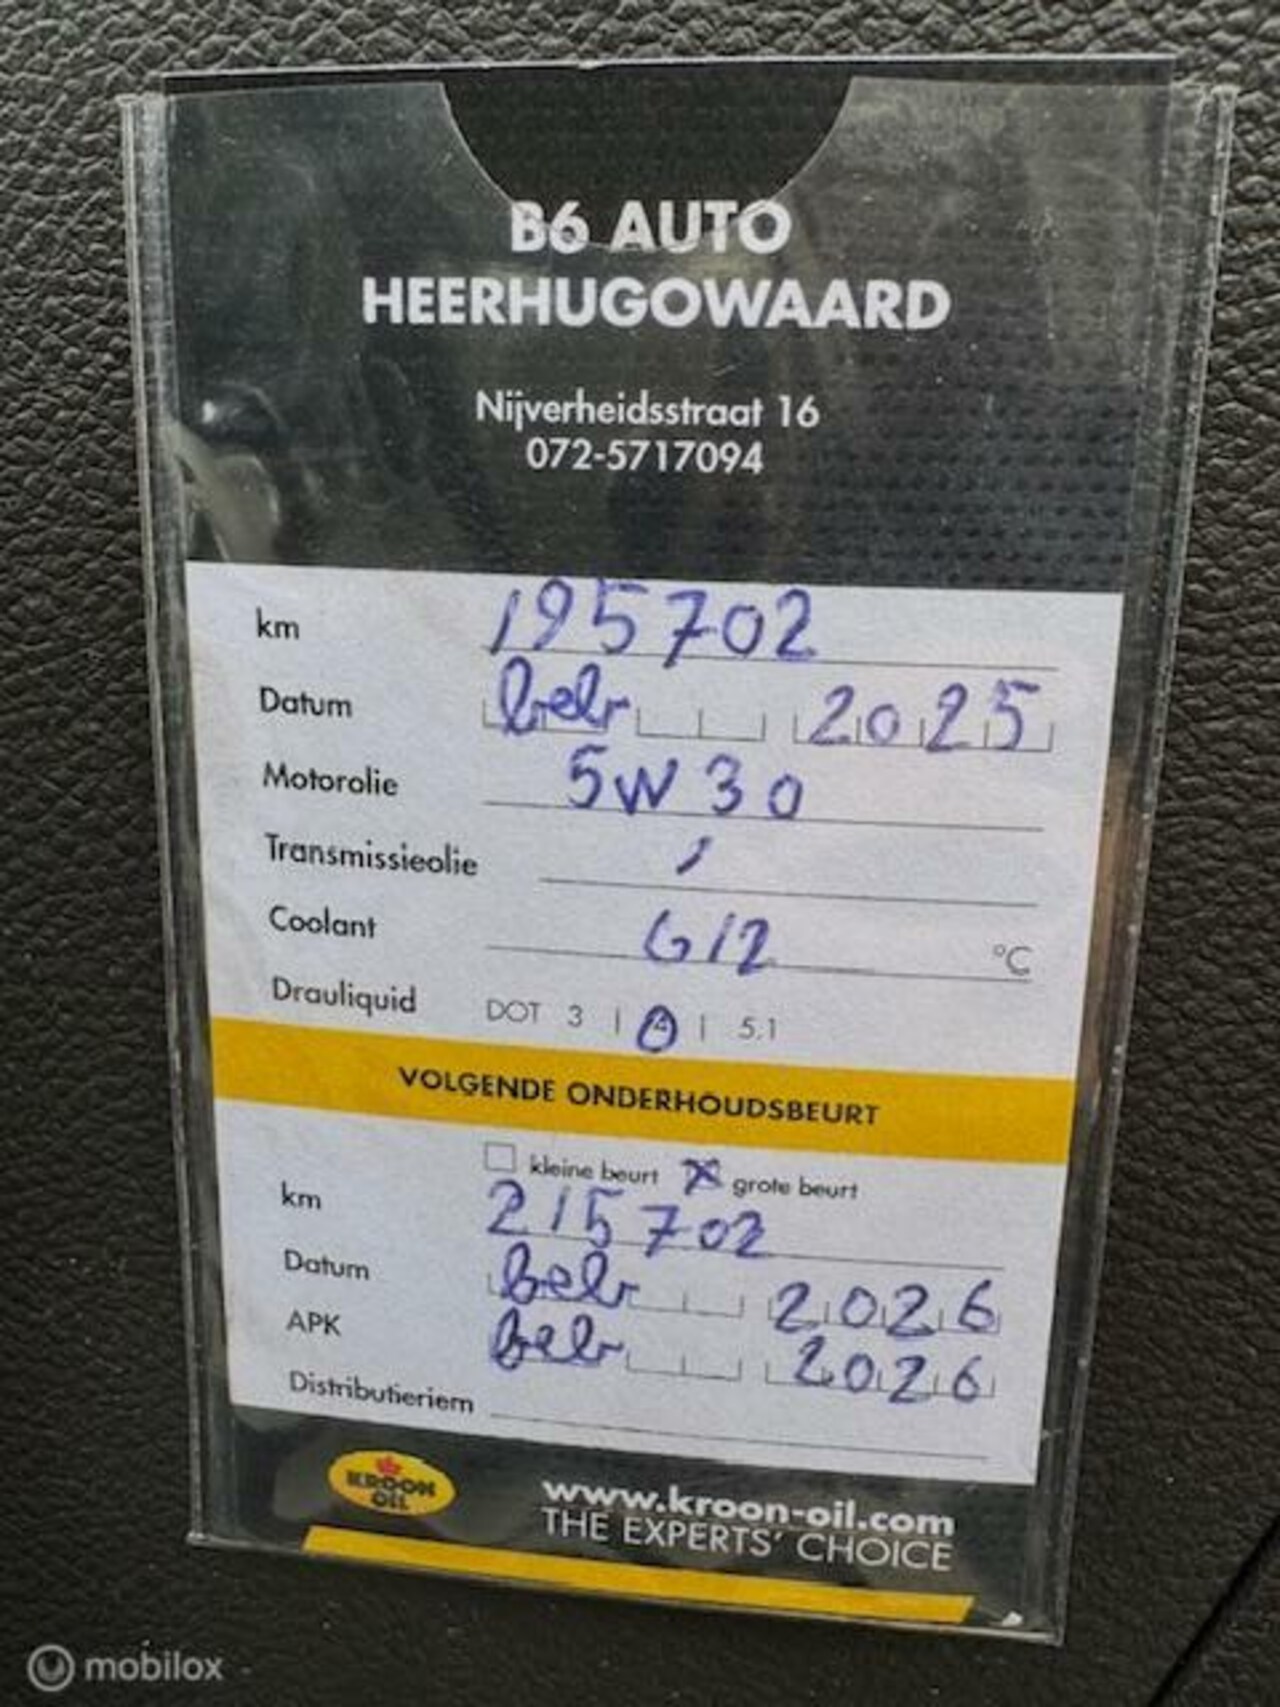 B6 AUTO
HEERHUGOWAARD
Nijverheidsstraat 16
072-5717094
km 195702
Datum febr 2025
Motorolie 5W30
Transmissieolie /
Coolant G12 °C
Drauliquid DOT 3 | 4 | 5.1
VOLGENDE ONDERHOUDSBEURT
kleine beurt X grote beurt
km 215702
Datum febr 2026
APK febr 2026
Distributieriem
KROON
OIL
www.kroon-oil.com
THE EXPERTS' CHOICE
mobilox